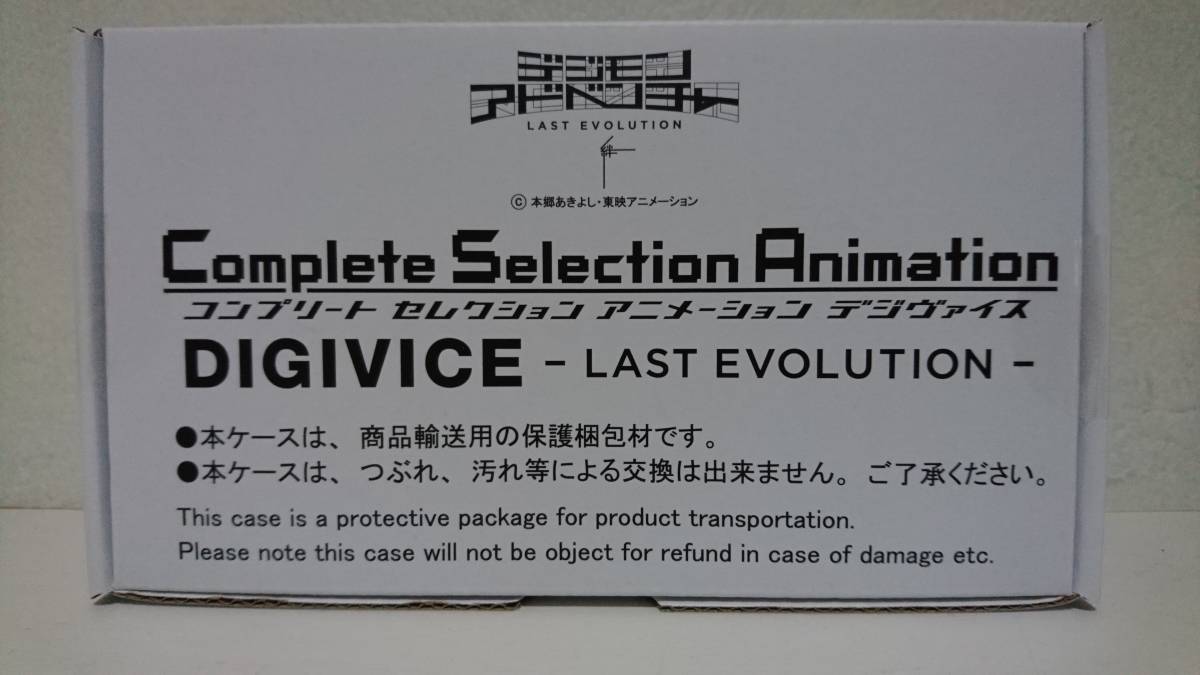 デジモン
アドベンチャー
LAST EVOLUTION
絆
© 本郷あきよし・東映アニメーション
Complete Selection Animation
コンプリート セレクション アニメーション デジヴァイス
DIGIVICE – LAST EVOLUTION –
●本ケースは、商品輸送用の保護梱包材です。
●本ケースは、つぶれ、汚れ等による交換は出来ません。ご了承ください。
This case is a protective package for product transportation.
Please note this case will not be object for refund in case of damage etc.